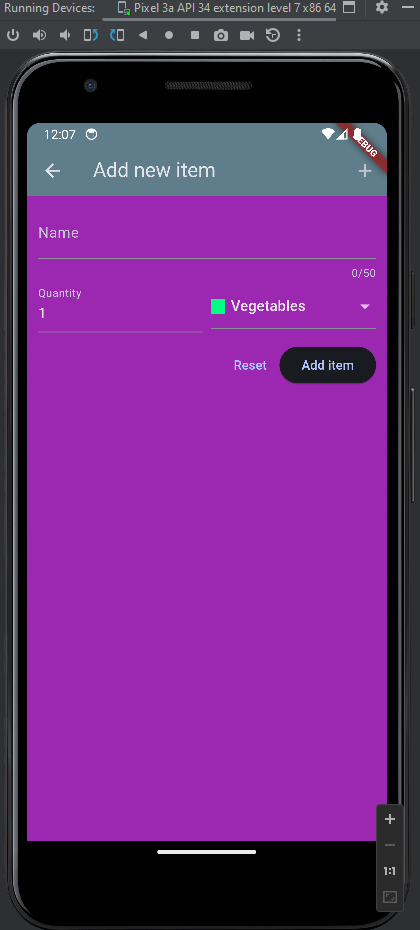 Running Devices:
Pixel 3a API 34 extension level 7 x86 64
12:07
DEBUG
Add new item
Name
0/50
Quantity
1
Vegetables
Reset
Add item
1:1